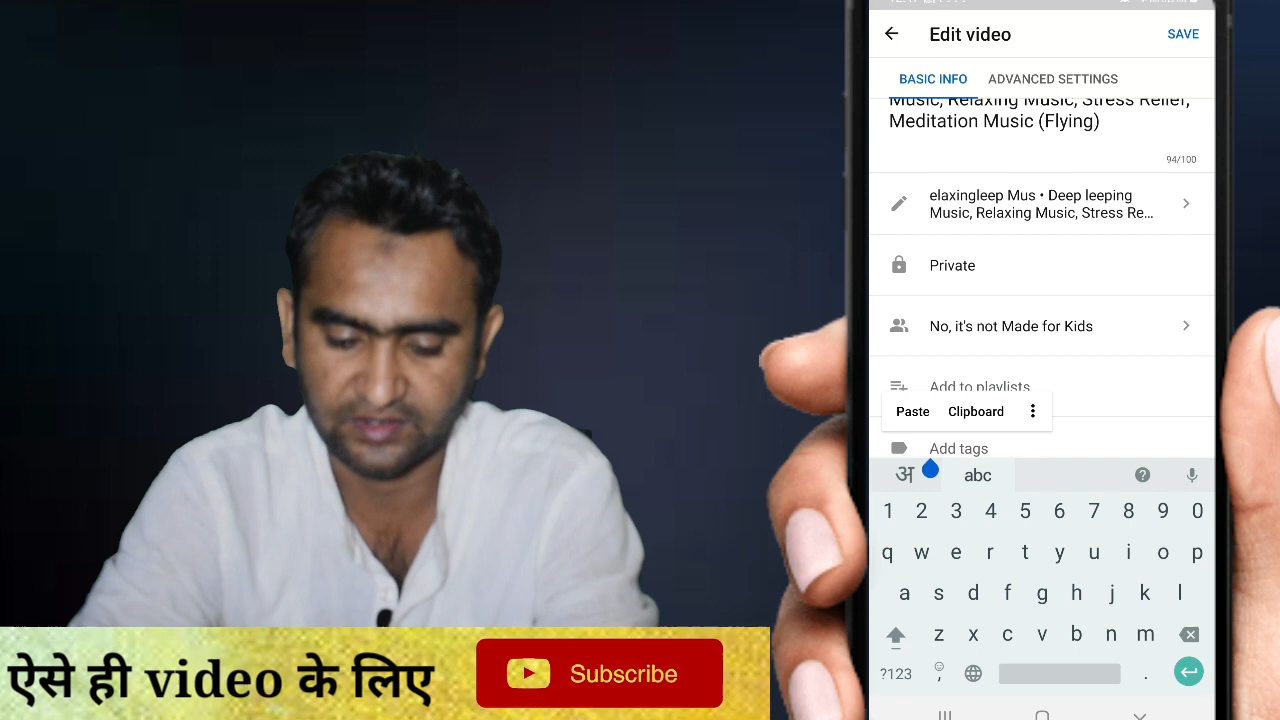 Edit video
SAVE
BASIC INFO
ADVANCED SETTINGS
Music, Relaxing Music, Stress Relief,
Meditation Music (Flying)
94/100
elaxingleep Mus • Deep leeping
Music, Relaxing Music, Stress Re...
Private
No, it's not Made for Kids
Add to playlists
Paste Clipboard
Add tags
अ abc
1 2 3 4 5 6 7 8 9 0
q w e r t y u i o p
a s d f g h j k l
z x c v b n m
?123 , .
ऐसे ही video के लिए
Subscribe